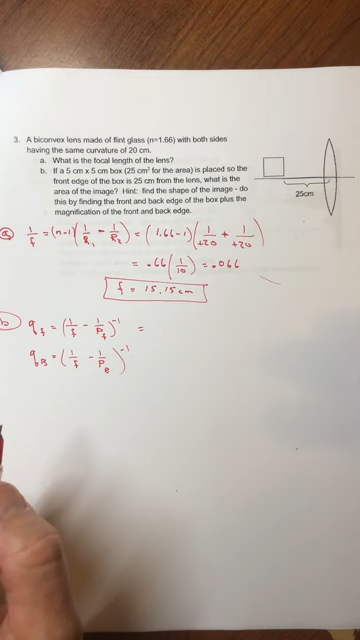 3. A biconvex lens made of flint glass (n=1.66) with both sides
having the same curvature of 20 cm.
a. What is the focal length of the lens?
b. If a 5 cm x 5 cm box (25 cm² for the area) is placed so the
front edge of the box is 25 cm from the lens, what is the
area of the image? Hint: find the shape of the image - do
this by finding the front and back edge of the box plus the
magnification of the front and back edge.
25cm
a 1/f = (n-1)(1/R₁ - 1/R₂) = (1.66-1)(1/+20 + 1/+20)
= .66(1/10) = .066
f = 15.15cm
b q_f = (1/f - 1/P_f)⁻¹ =
q_B = (1/f - 1/P_B)⁻¹